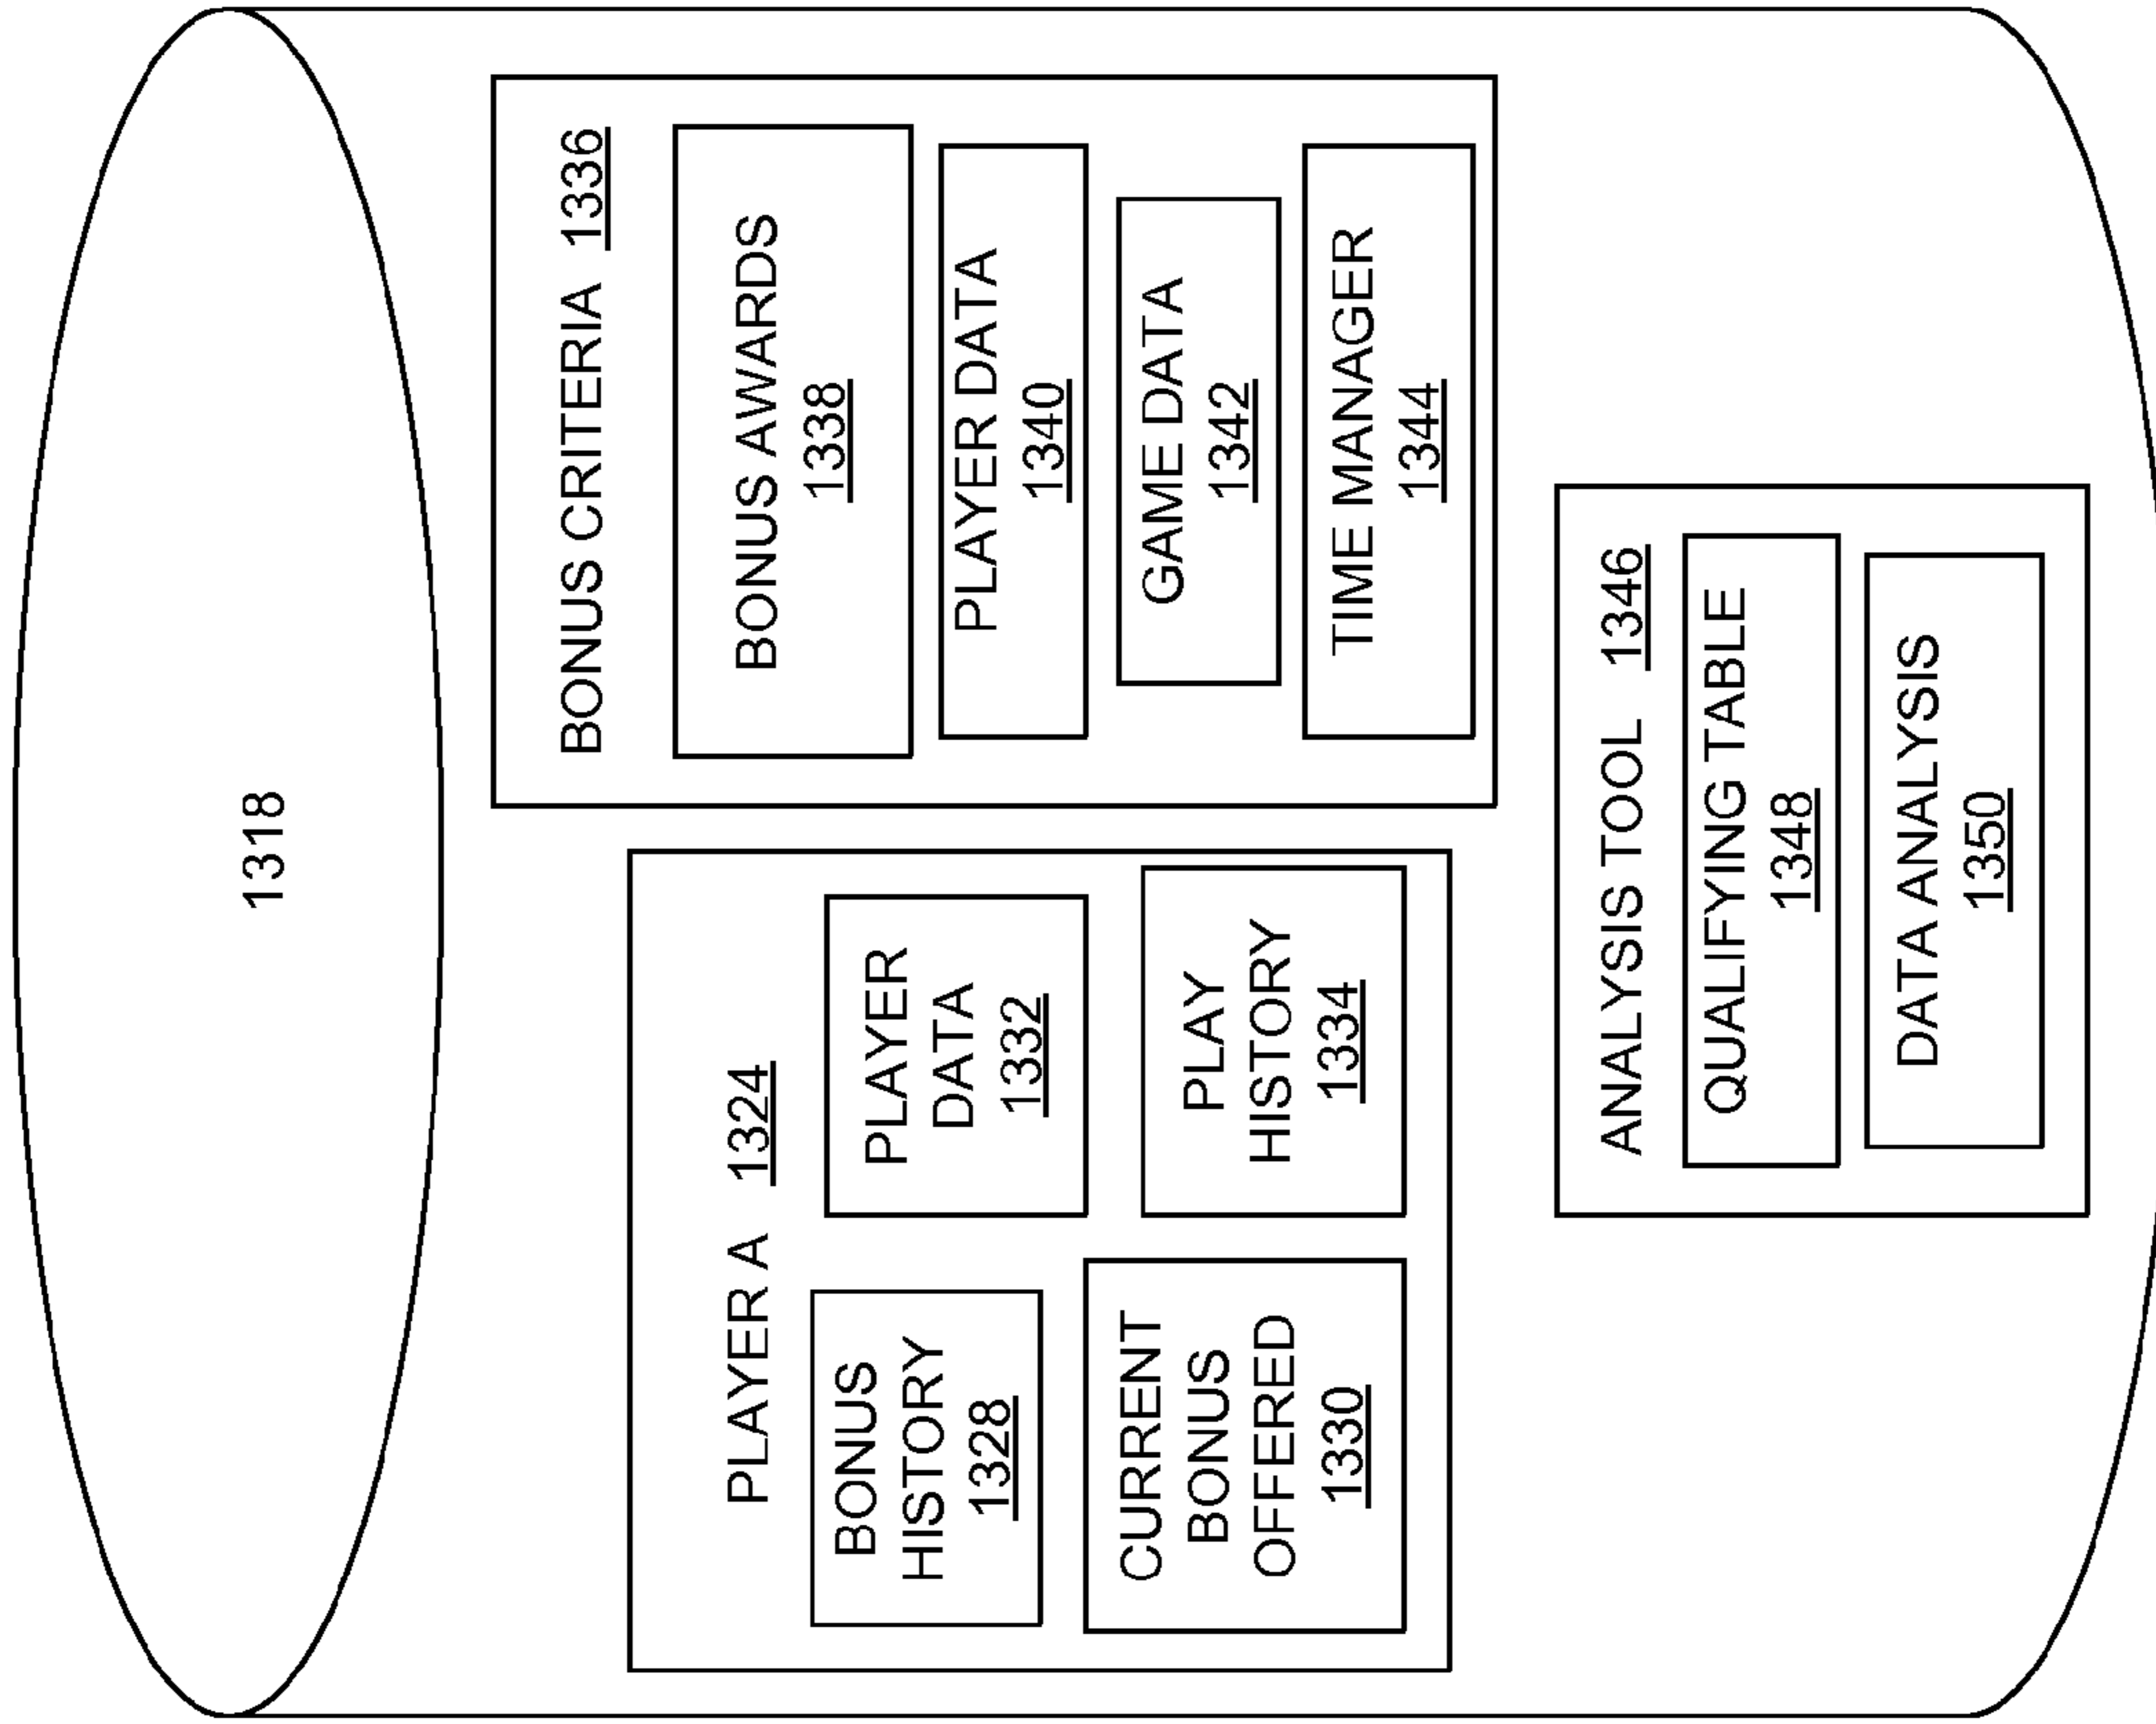 1318
PLAYER A 1324
BONUS
HISTORY
1328
PLAYER
DATA
1332
CURRENT
BONUS
OFFERED
1330
PLAY
HISTORY
1334
BONUS CRITERIA 1336
BONUS AWARDS
1338
PLAYER DATA
1340
GAME DATA
1342
TIME MANAGER
1344
ANALYSIS TOOL 1346
QUALIFYING TABLE
1348
DATA ANALYSIS
1350